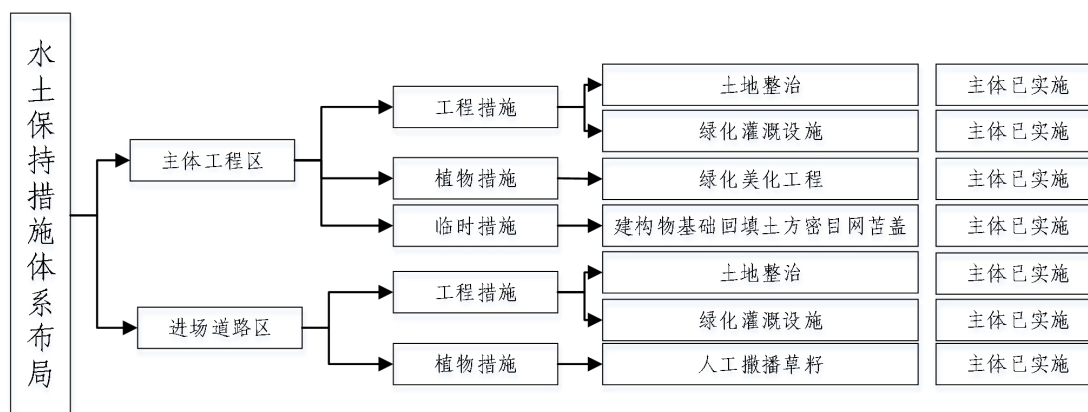 水土保持措施体系布局
主体工程区
工程措施
土地整治
主体已实施
绿化灌溉设施
主体已实施
植物措施
绿化美化工程
主体已实施
临时措施
建构物基础回填土方密目网苫盖
主体已实施
进场道路区
工程措施
土地整治
主体已实施
绿化灌溉设施
主体已实施
植物措施
人工撒播草籽
主体已实施